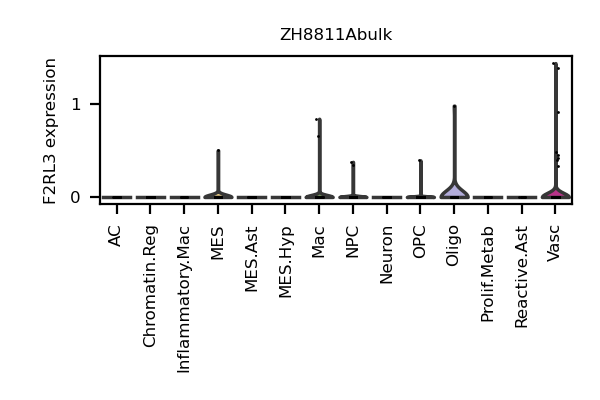 ZH8811Abulk
F2RL3 expression
1
0
AC
Chromatin.Reg
Inflammatory.Mac
MES
MES.Ast
MES.Hyp
Mac
NPC
Neuron
OPC
Oligo
Prolif.Metab
Reactive.Ast
Vasc